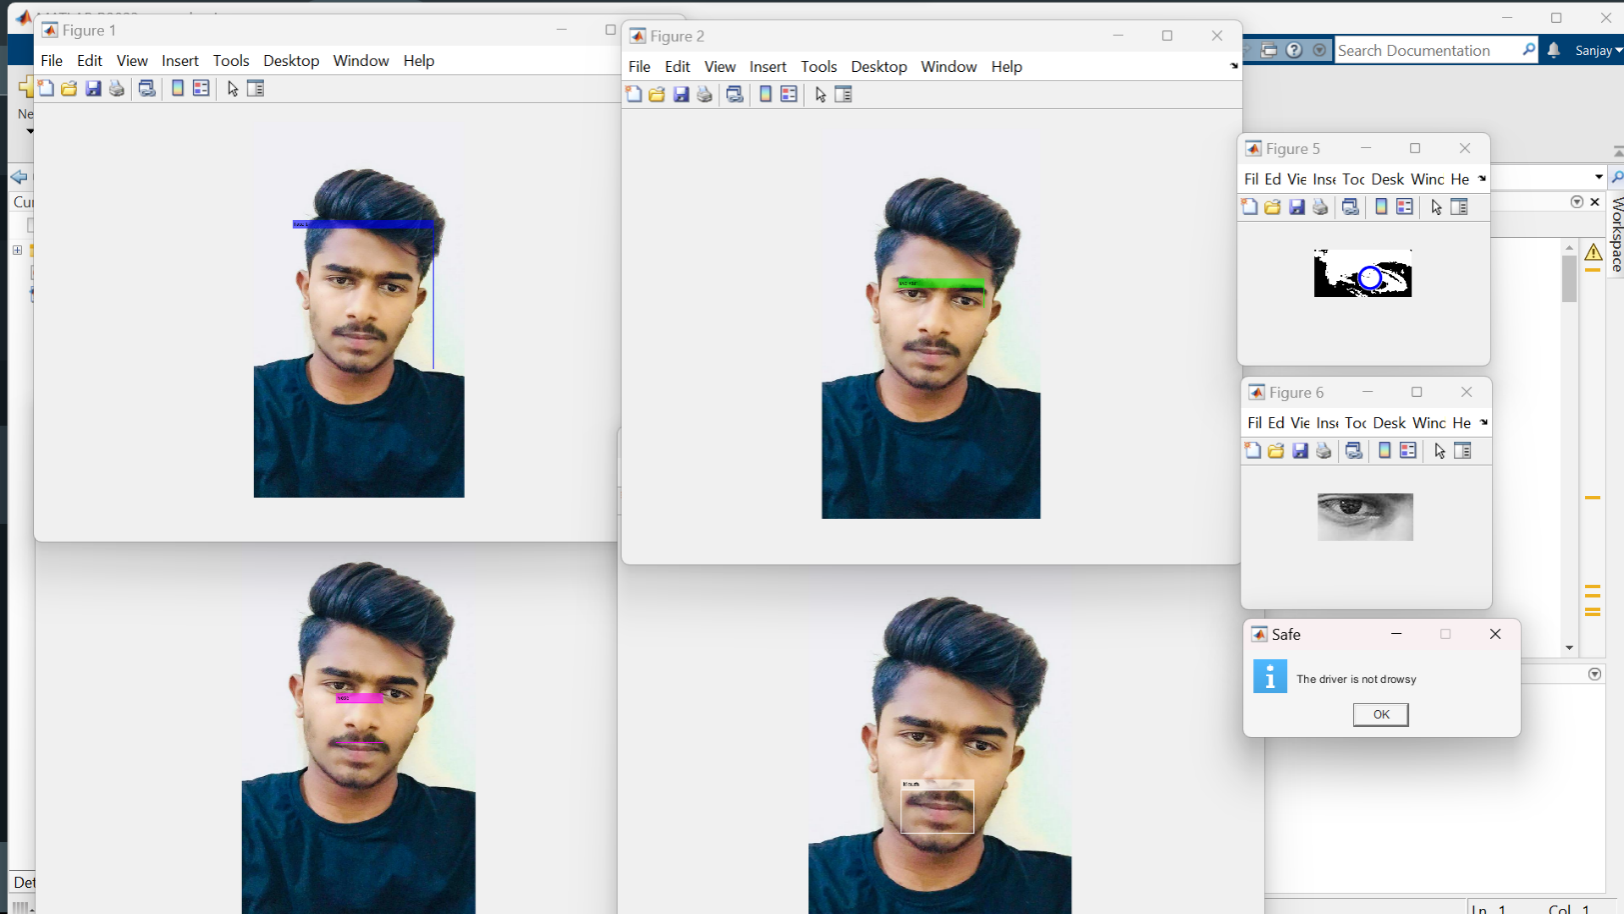 Figure 1
File Edit View Insert Tools Desktop Window Help
Figure 2
File Edit View Insert Tools Desktop Window Help
Search Documentation
Sanjay
Ne
Cur
Workspace
Figure 5
Fil Ed Vie Inse Toc Desk Winc He
Figure 6
Fil Ed Vie Inse Toc Desk Winc He
Nose
Mouth
Safe
The driver is not drowsy
OK
Det
Ln 1 Col 1